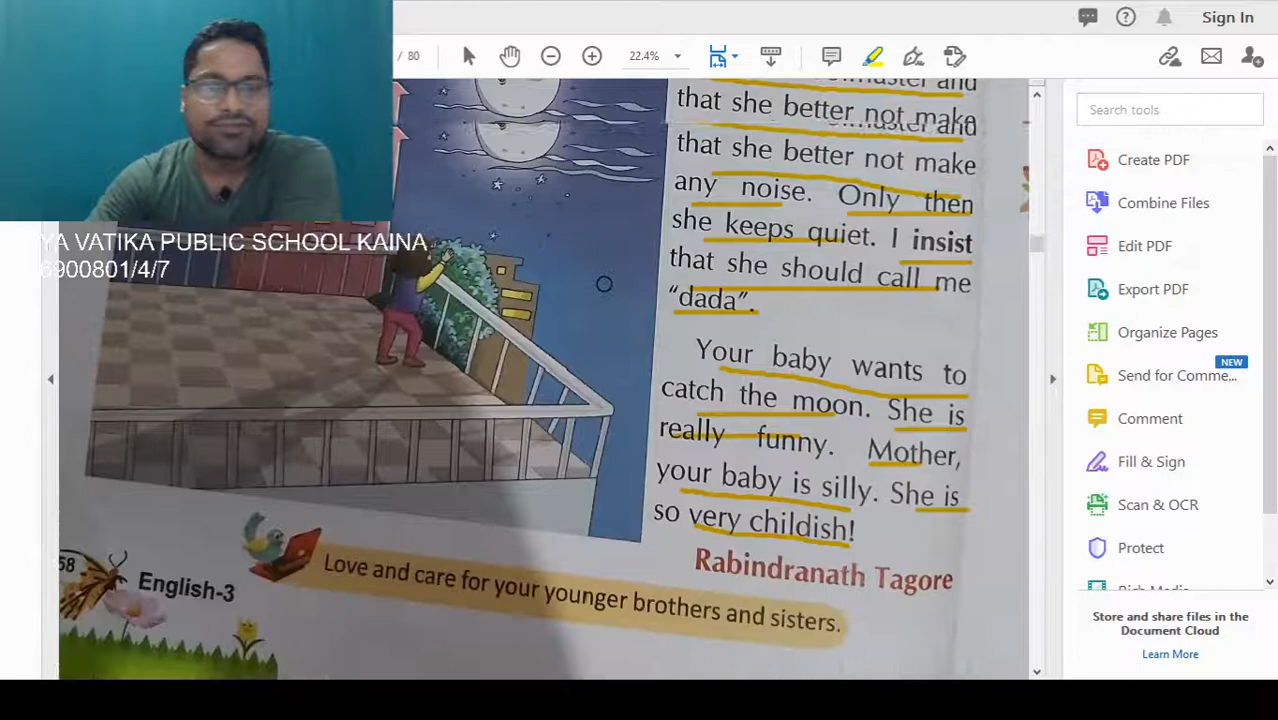 / 80
22.4%
Sign In
Search tools
Create PDF
Combine Files
Edit PDF
Export PDF
Organize Pages
NEW
Send for Comme...
Comment
Fill & Sign
Scan & OCR
Protect
Store and share files in the
Document Cloud
Learn More
YA VATIKA PUBLIC SCHOOL KAINA
6900801/4/7
and
that she better not make
and
that she better not make
any noise. Only then
she keeps quiet. I insist
that she should call me
“dada”.
Your baby wants to
catch the moon. She is
really funny. Mother,
your baby is silly. She is
so very childish!
Rabindranath Tagore
Love and care for your younger brothers and sisters.
58
English-3